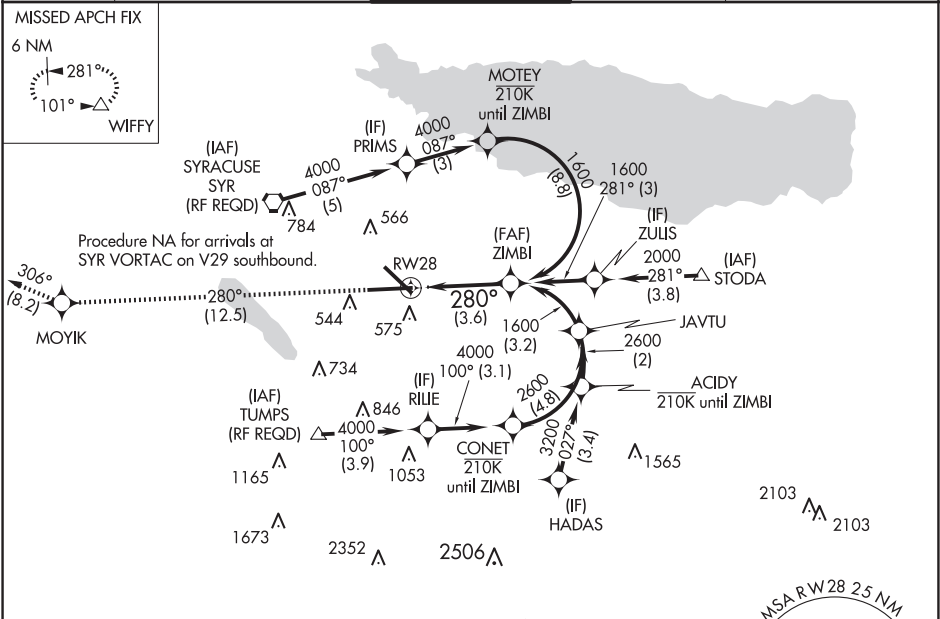 MISSED APCH FIX
6 NM
281°
101°
WIFFY
MOTEY
210K
until ZIMBI
(IF)
PRIMS
4000
087°
(3)
(IAF)
SYRACUSE
SYR
(RF REQD)
4000
087°
(5)
1600
(8.8)
1600
281° (3)
(IF)
ZULIS
784
566
(FAF)
ZIMBI
2000
281°
(3.8)
(IAF)
STODA
Procedure NA for arrivals at
SYR VORTAC on V29 southbound.
RW28
306°
(8.2)
280°
(12.5)
280°
(3.6)
MOYIK
544
575
1600
(3.2)
JAVTU
2600
(2)
4000
100° (3.1)
734
(IF)
RILIE
ACIDY
210K until ZIMBI
(IAF)
TUMPS
(RF REQD)
846
4000
100°
(3.9)
2600
(4.8)
CONET
210K
until ZIMBI
3200
027°
(3.4)
1165
1053
1565
(IF)
HADAS
2103
2103
1673
2352
2506
MSA RW28 25 NM